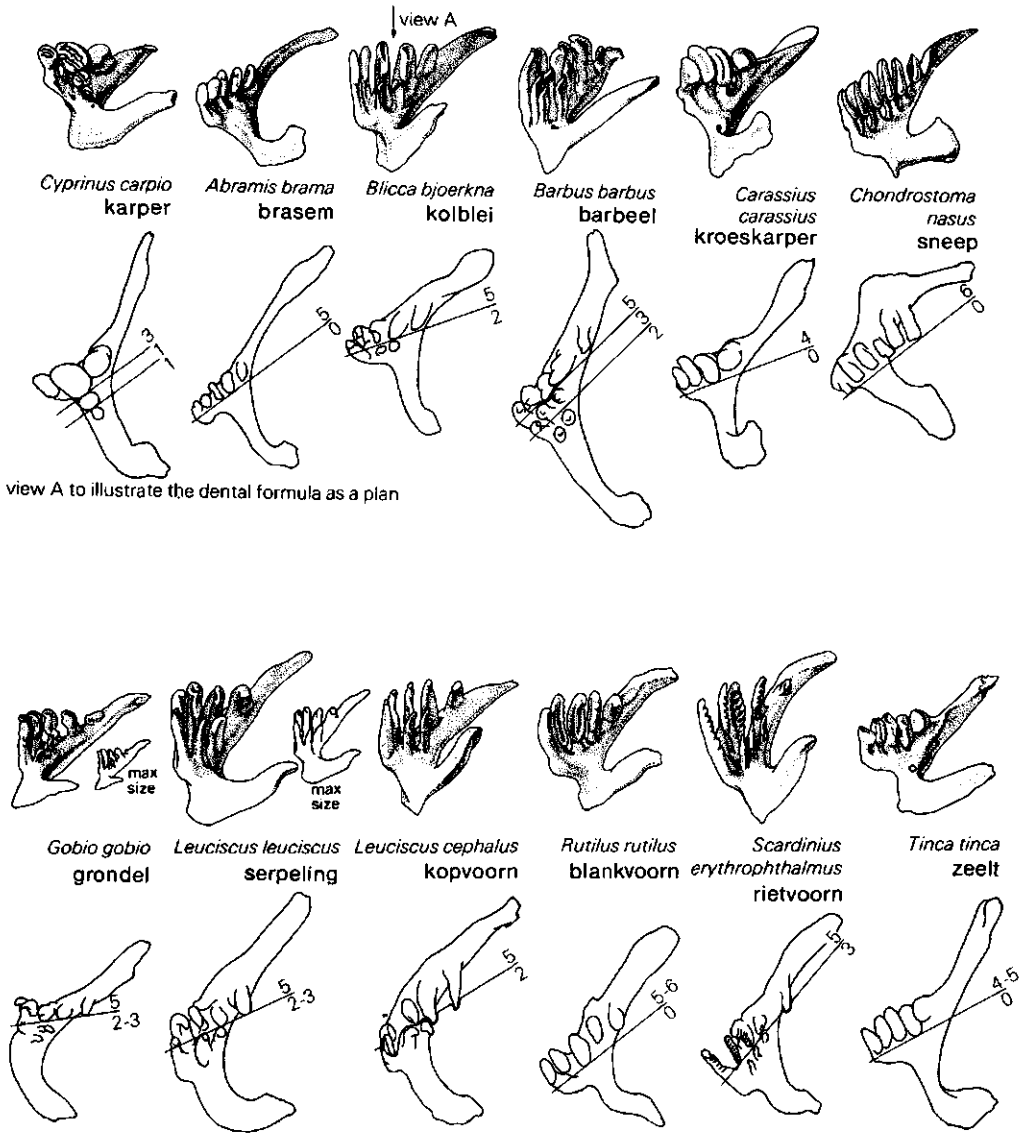 view A
Cyprinus carpio
karper
Abramis brama
brasem
Blicca bjoerkna
kolblei
Barbus barbus
barbeel
Carassius
carassius
kroeskarper
Chondrostoma
nasus
sneep
3/1/1
5/0
5
2
5/3/2
4
0
6/0
view A to illustrate the dental formula as a plan
max
size
max
size
Gobio gobio
grondel
Leuciscus leuciscus
serpeling
Leuciscus cephalus
kopvoorn
Rutilus rutilus
blankvoorn
Scardinius
erythrophthalmus
rietvoorn
Tinca tinca
zeelt
5
2-3
5/2-3
5/2
5-6
0
5/3
4-5
0